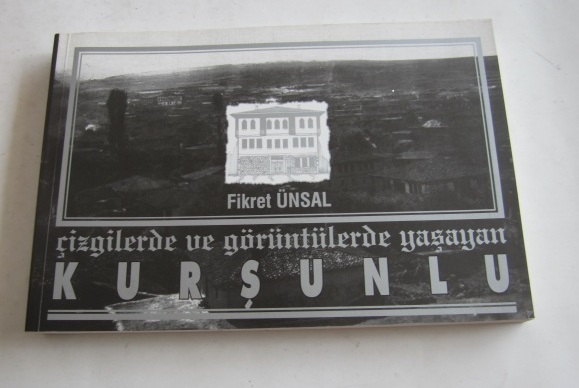 Fikret ÜNSAL
çizgilerde ve görüntülerde yaşayan
KURŞUNLU